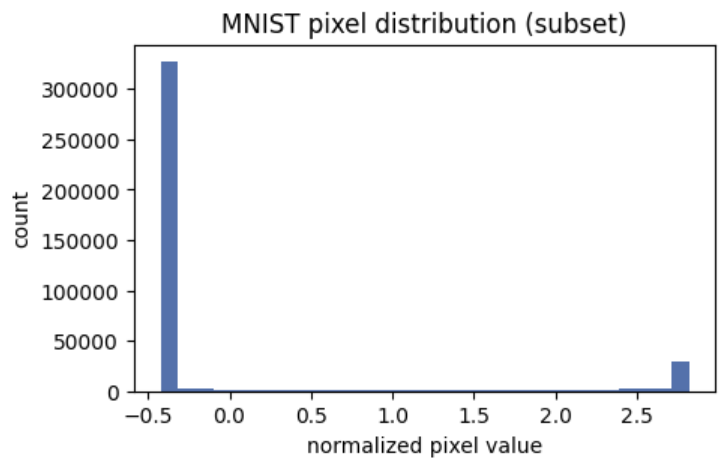 MNIST pixel distribution (subset)
count
300000
250000
200000
150000
100000
50000
0
−0.5 0.0 0.5 1.0 1.5 2.0 2.5
normalized pixel value